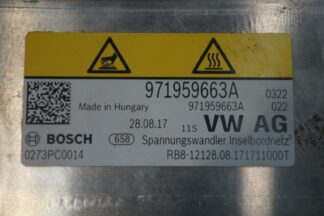 971959663A 0322
Made in Hungary 971959663A 022
28.08.17 11S VW AG
BOSCH 658 Spannungswandler Inselbordnetz
0273PC0014 RB8-12128.08.171711000T